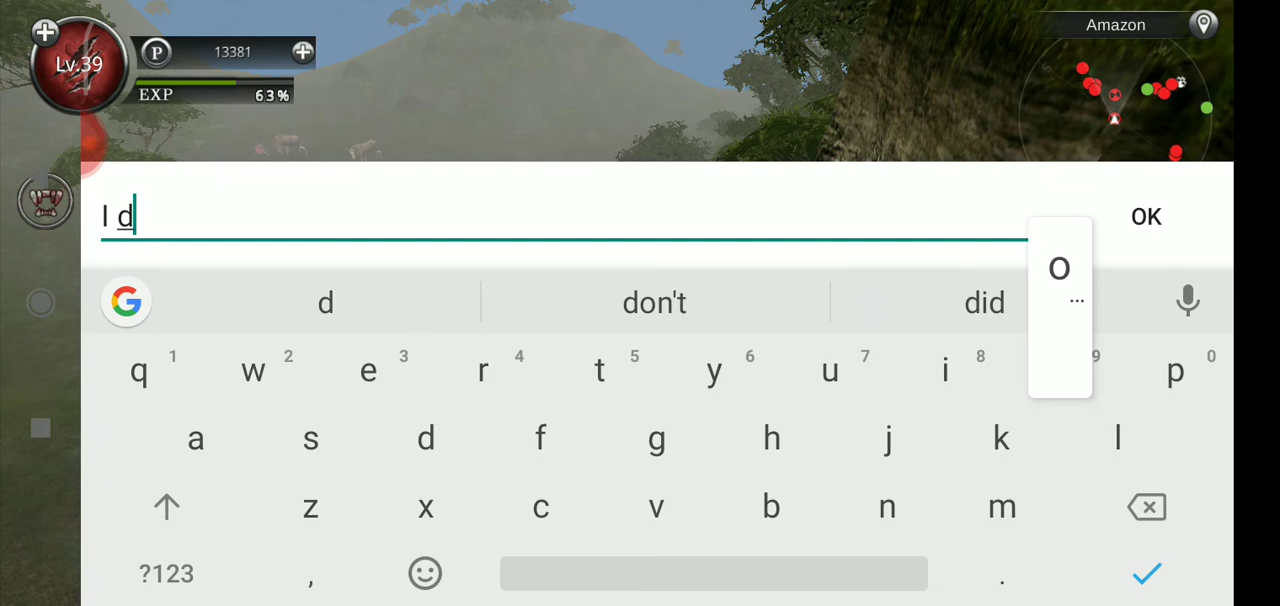 Lv.39
P 13381
EXP 63%
Amazon
S
I d
OK
O
...
d don't did
q 1 w 2 e 3 r 4 t 5 y 6 u 7 i 8 9 p 0
a s d f g h j k l
z x c v b n m
?123 , .